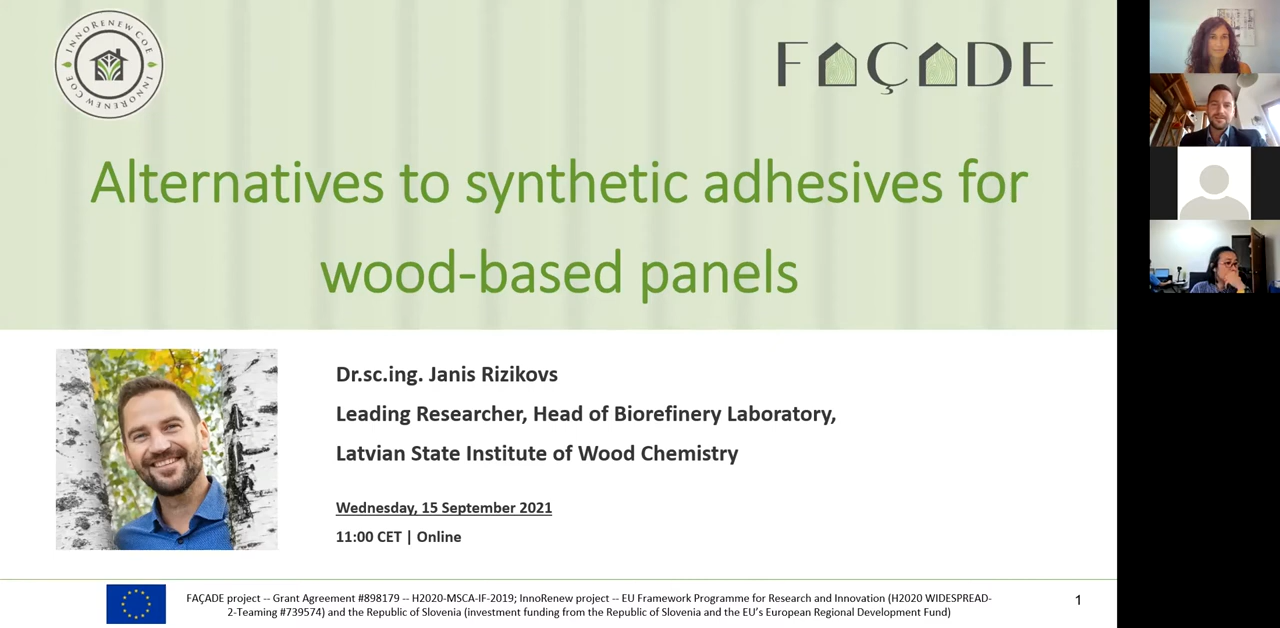 INNORENEW COE INNORENEW COE
FAÇADE
Alternatives to synthetic adhesives for
wood-based panels
Dr.sc.ing. Janis Rizikovs
Leading Researcher, Head of Biorefinery Laboratory,
Latvian State Institute of Wood Chemistry
Wednesday, 15 September 2021
11:00 CET | Online
FAÇADE project -- Grant Agreement #898179 -- H2020-MSCA-IF-2019; InnoRenew project -- EU Framework Programme for Research and Innovation (H2020 WIDESPREAD-
2-Teaming #739574) and the Republic of Slovenia (investment funding from the Republic of Slovenia and the EU's European Regional Development Fund)
1